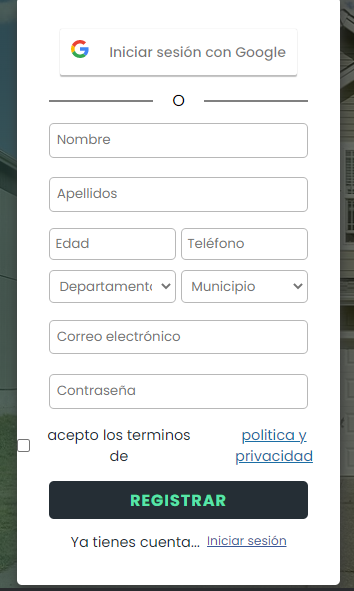 Iniciar sesión con Google
O
Nombre
Apellidos
Edad Teléfono
Departamento Municipio
Correo electrónico
Contraseña
acepto los terminos politica y
de privacidad
REGISTRAR
Ya tienes cuenta... Iniciar sesión